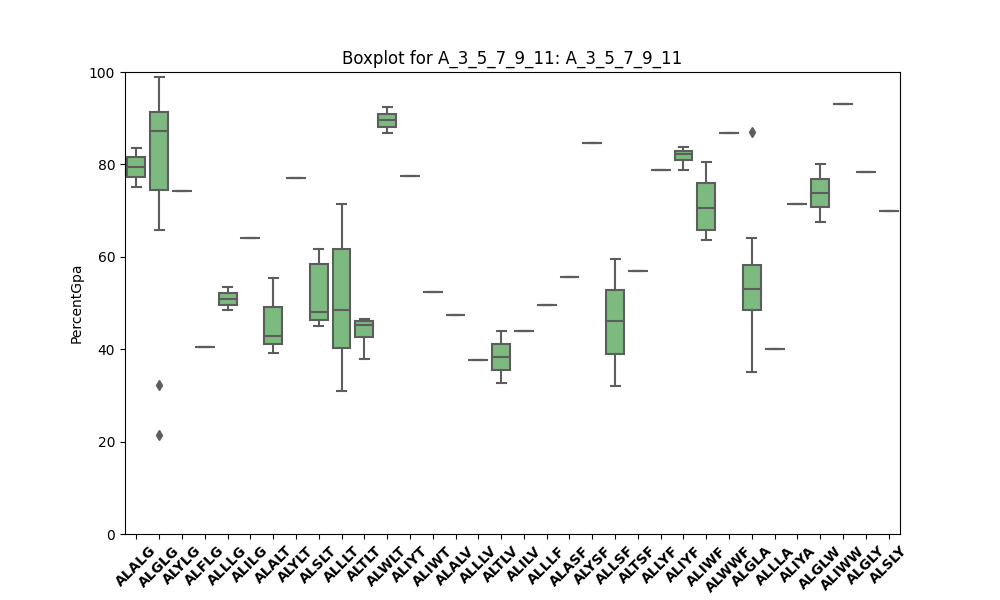 Boxplot for A_3_5_7_9_11: A_3_5_7_9_11
100
80
60
40
20
0
PercentGpa
ALALG
ALGLG
ALYLG
ALFLG
ALLLG
ALILG
ALALT
ALYLT
ALSLT
ALLLT
ALTLT
ALWLT
ALIYT
ALIWT
ALALV
ALLLV
ALTLV
ALILV
ALLLF
ALASF
ALYSF
ALLSF
ALTSF
ALLYF
ALIYF
ALIWF
ALWWF
ALGLA
ALLLA
ALIYA
ALGLW
ALIWW
ALGLY
ALSLY